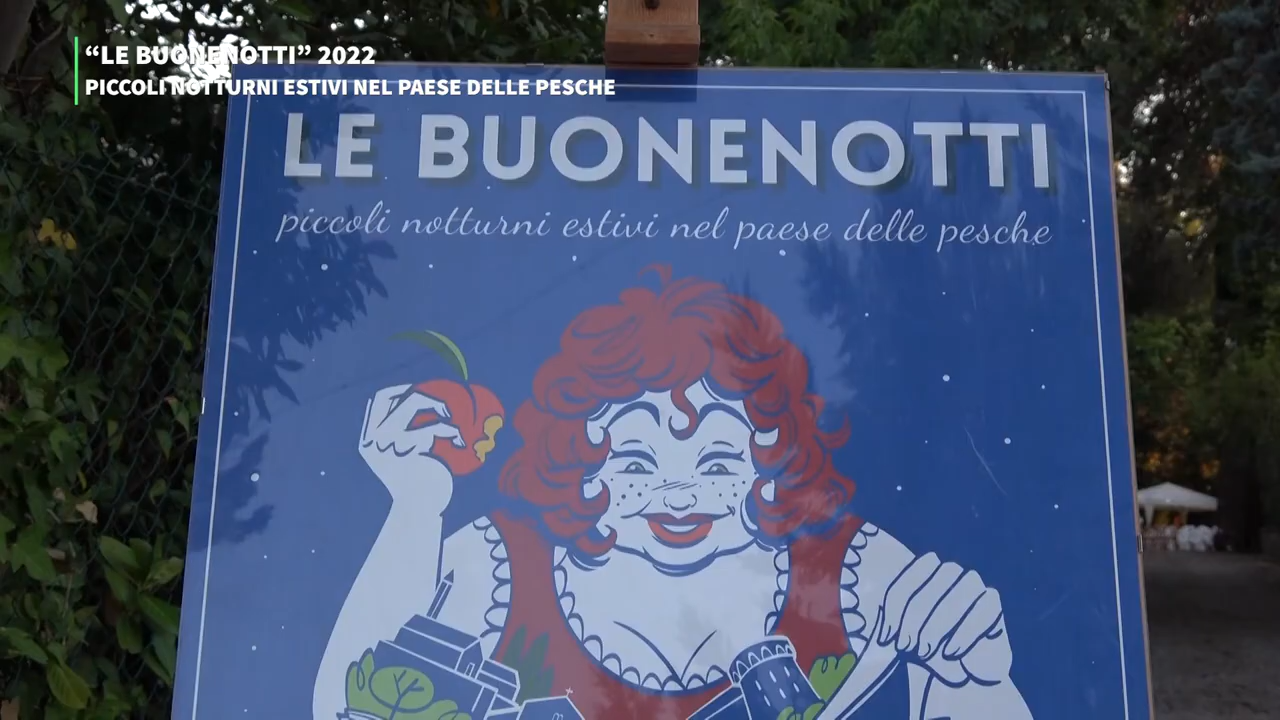 “LE BUONENOTTI” 2022
PICCOLI NOTTURNI ESTIVI NEL PAESE DELLE PESCHE
LE BUONENOTTI
piccoli notturni estivi nel paese delle pesche